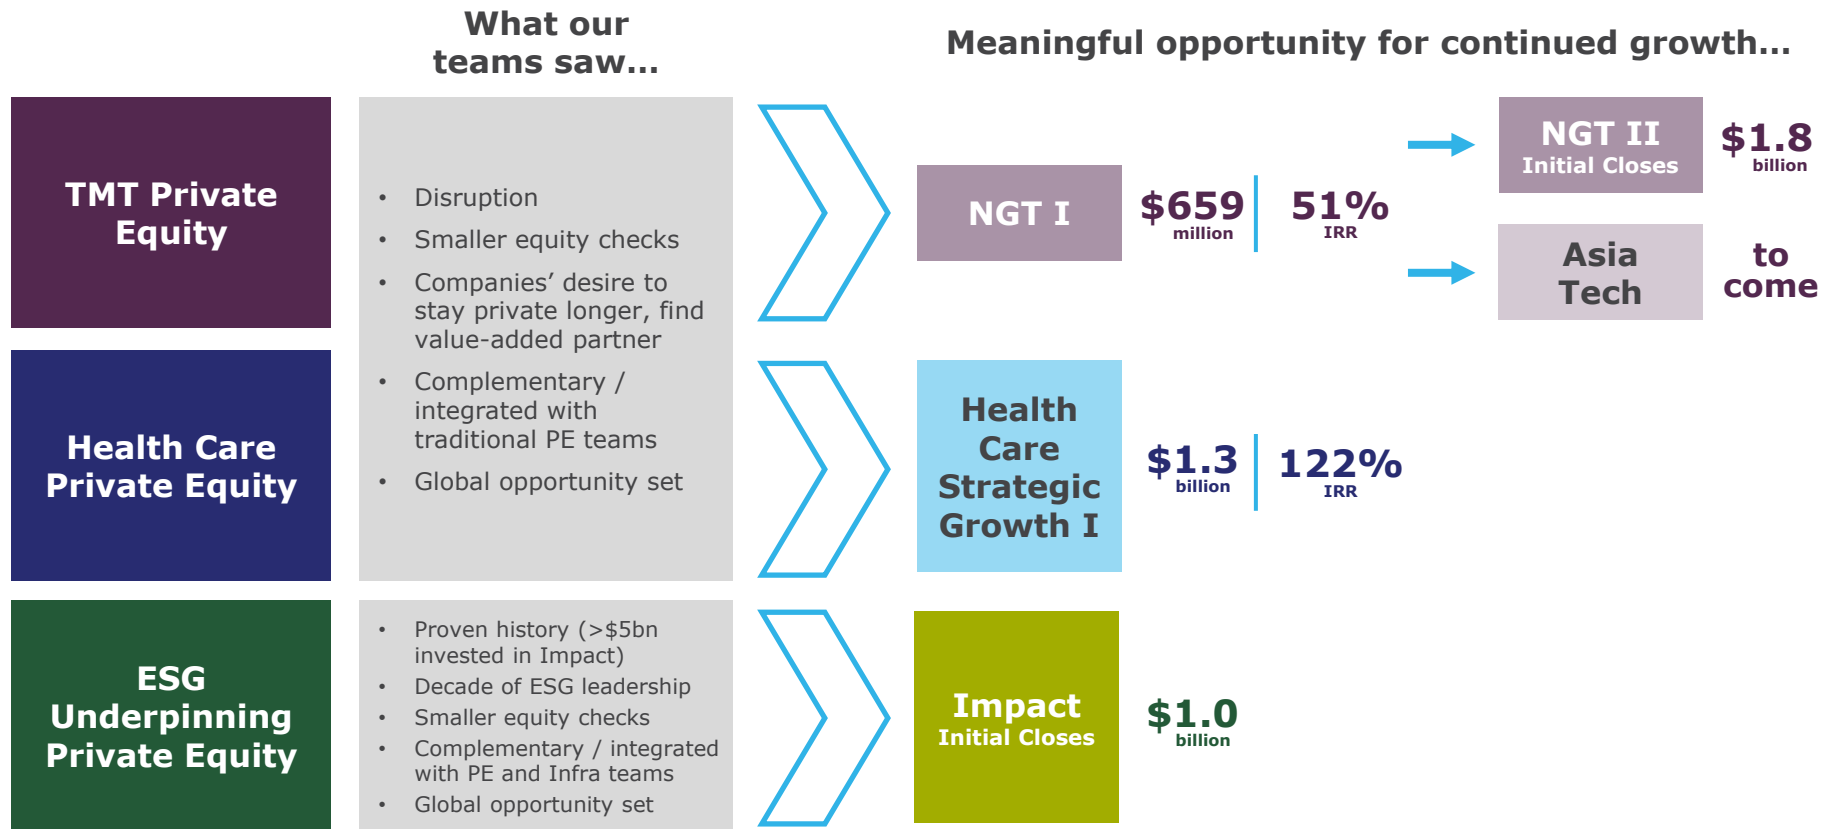 What our
teams saw...
Meaningful opportunity for continued growth...
TMT Private
Equity
• Disruption
• Smaller equity checks
• Companies’ desire to
stay private longer, find
value-added partner
• Complementary /
integrated with
traditional PE teams
• Global opportunity set
NGT I
$659
million
51%
IRR
NGT II
Initial Closes
$1.8
billion
Asia
Tech
to
come
Health Care
Private Equity
Health
Care
Strategic
Growth I
$1.3
billion
122%
IRR
ESG
Underpinning
Private Equity
• Proven history (>$5bn
invested in Impact)
• Decade of ESG leadership
• Smaller equity checks
• Complementary / integrated
with PE and Infra teams
• Global opportunity set
Impact
Initial Closes
$1.0
billion